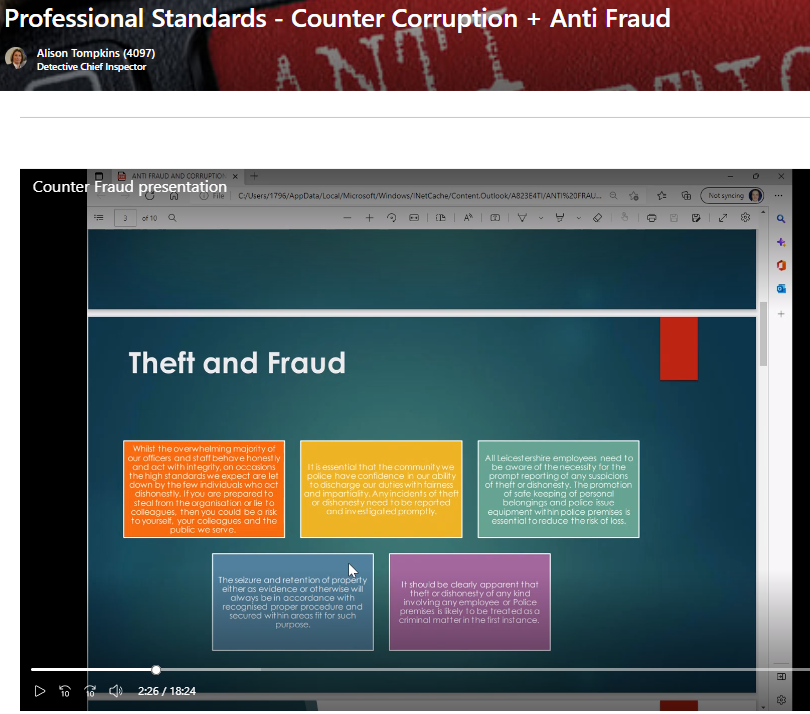 Professional Standards - Counter Corruption + Anti Fraud
Alison Tompkins (4097)
Detective Chief Inspector
ANTI
ANTI FRAUD AND CORRUPTION
Counter Fraud presentation
File
C:/Users/1796/AppData/Local/Microsoft/Windows/INetCache/Content.Outlook/A823E4TI/ANTI%20FRAU...
Not syncing
3 of 10
Theft and Fraud
Whilst the overwhelming majority of
our officers and staff behave honestly
and act with integrity, on occasions
the high standards we expect are let
down by the few individuals who act
dishonestly. If you are prepared to
steal from the organisation or lie to
colleagues, then you could be a risk
to yourself, your colleagues and the
public we serve.
It is essential that the community we
police have confidence in our ability
to discharge our duties with fairness
and impartiality. Any incidents of theft
or dishonesty need to be reported
and investigated promptly.
All Leicestershire employees need to
be aware of the necessity for the
prompt reporting of any suspicions
of theft or dishonesty. The promotion
of safe keeping of personal
belongings and police issue
equipment within police premises is
essential to reduce the risk of loss.
The seizure and retention of property
either as evidence or otherwise will
always be in accordance with
recognised proper procedure and
secured within areas fit for such
purpose.
It should be clearly apparent that
theft or dishonesty of any kind
involving any employee or Police
premises is likely to be treated as a
criminal matter in the first instance.
10
10
2:26 / 18:24